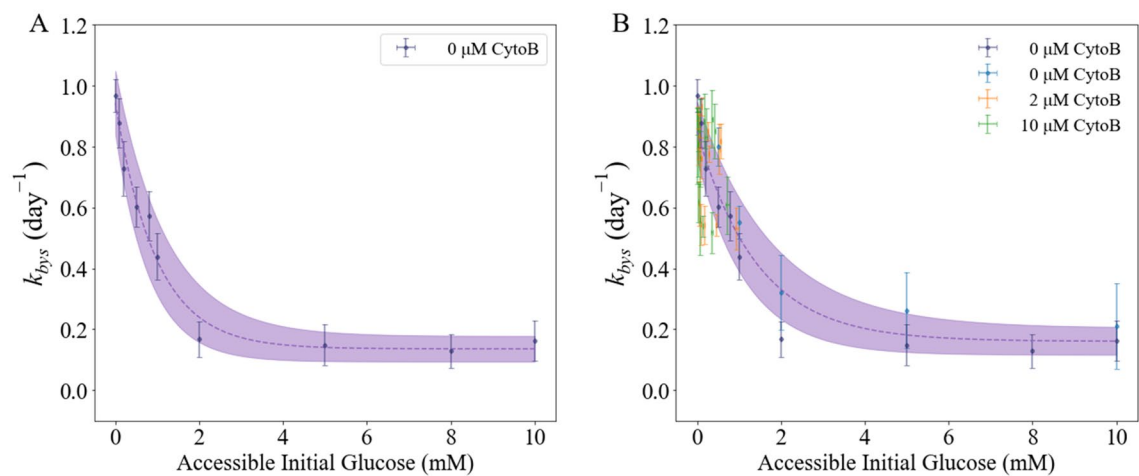 A
0 μM CytoB
1.2
1.0
0.8
0.6
0.4
0.2
0.0
k_bys (day⁻¹)
0 2 4 6 8 10
Accessible Initial Glucose (mM)
B
0 μM CytoB
0 μM CytoB
2 μM CytoB
10 μM CytoB
1.2
1.0
0.8
0.6
0.4
0.2
0.0
k_bys (day⁻¹)
0 2 4 6 8 10
Accessible Initial Glucose (mM)